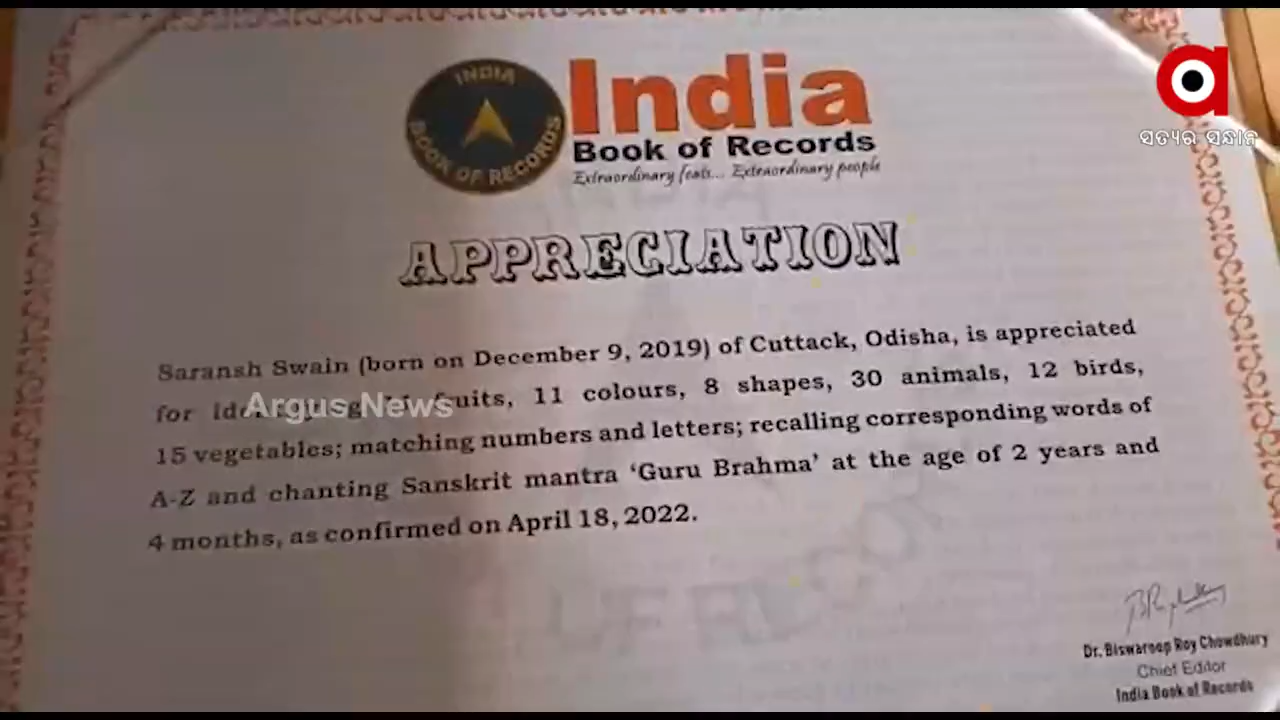 INDIA
BOOK OF RECORDS
India
Book of Records
Extraordinary feats... Extraordinary people
ସତ୍ୟର ସନ୍ଧାନ
APPRECIATION
Saransh Swain (born on December 9, 2019) of Cuttack, Odisha, is appreciated
for fruits, 11 colours, 8 shapes, 30 animals, 12 birds,
Argus News
15 vegetables; matching numbers and letters; recalling corresponding words of
A-Z and chanting Sanskrit mantra ‘Guru Brahma’ at the age of 2 years and
4 months, as confirmed on April 18, 2022.
Dr. Biswaroop Roy Chowdhury
Chief Editor
India Book of Records